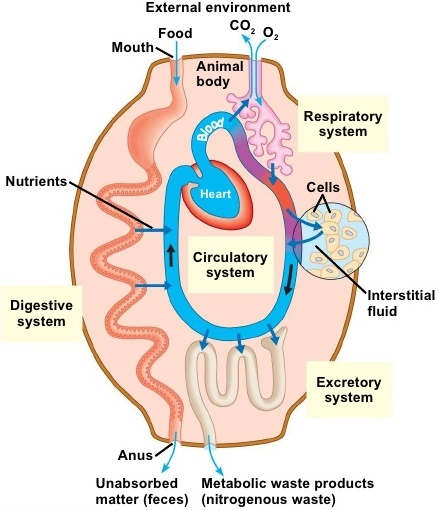 External environment
Food
CO2
O2
Mouth
Animal
body
Blood
Respiratory
system
Nutrients
Heart
Cells
Circulatory
system
Digestive
system
Interstitial
fluid
Excretory
system
Anus
Unabsorbed
matter (feces)
Metabolic waste products
(nitrogenous waste)